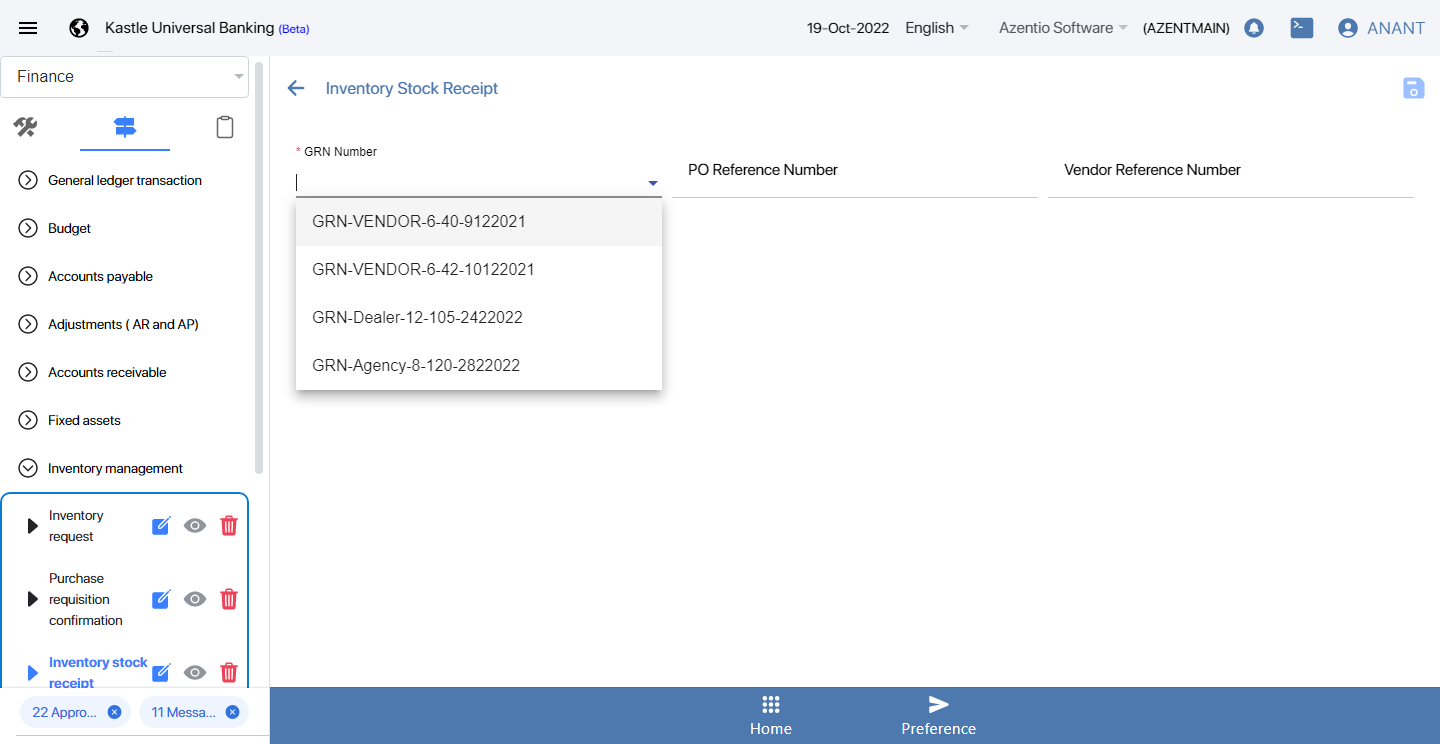 Kastle Universal Banking (Beta)
19-Oct-2022
English
Azentio Software
(AZENTMAIN)
ANANT
Finance
General ledger transaction
Budget
Accounts payable
Adjustments ( AR and AP)
Accounts receivable
Fixed assets
Inventory management
Inventory
request
Purchase
requisition
confirmation
Inventory stock
receipt
22 Appro...
11 Messa...
Inventory Stock Receipt
* GRN Number
PO Reference Number
Vendor Reference Number
GRN-VENDOR-6-40-9122021
GRN-VENDOR-6-42-10122021
GRN-Dealer-12-105-2422022
GRN-Agency-8-120-2822022
Home
Preference